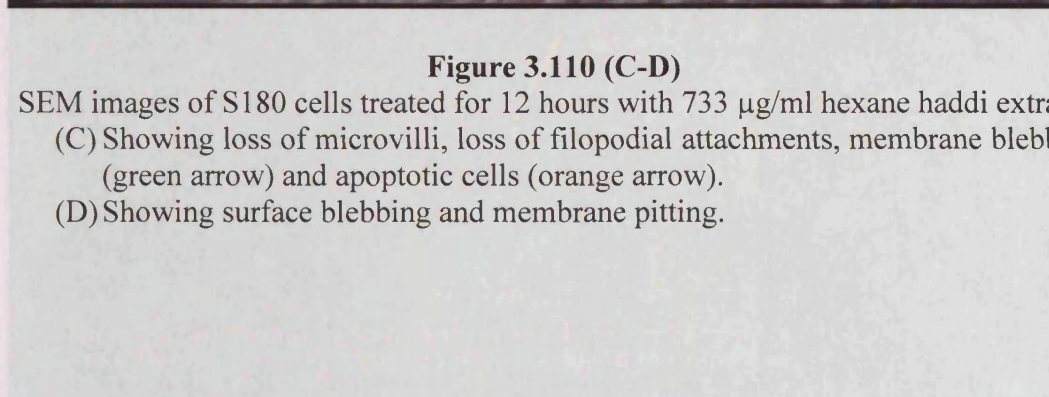 Figure 3.110 (C-D)
SEM images of S180 cells treated for 12 hours with 733 µg/ml hexane haddi
(C) Showing loss of microvilli, loss of filopodial attachments, membrane
(green arrow) and apoptotic cells (orange arrow).
(D) Showing surface blebbing and membrane pitting.